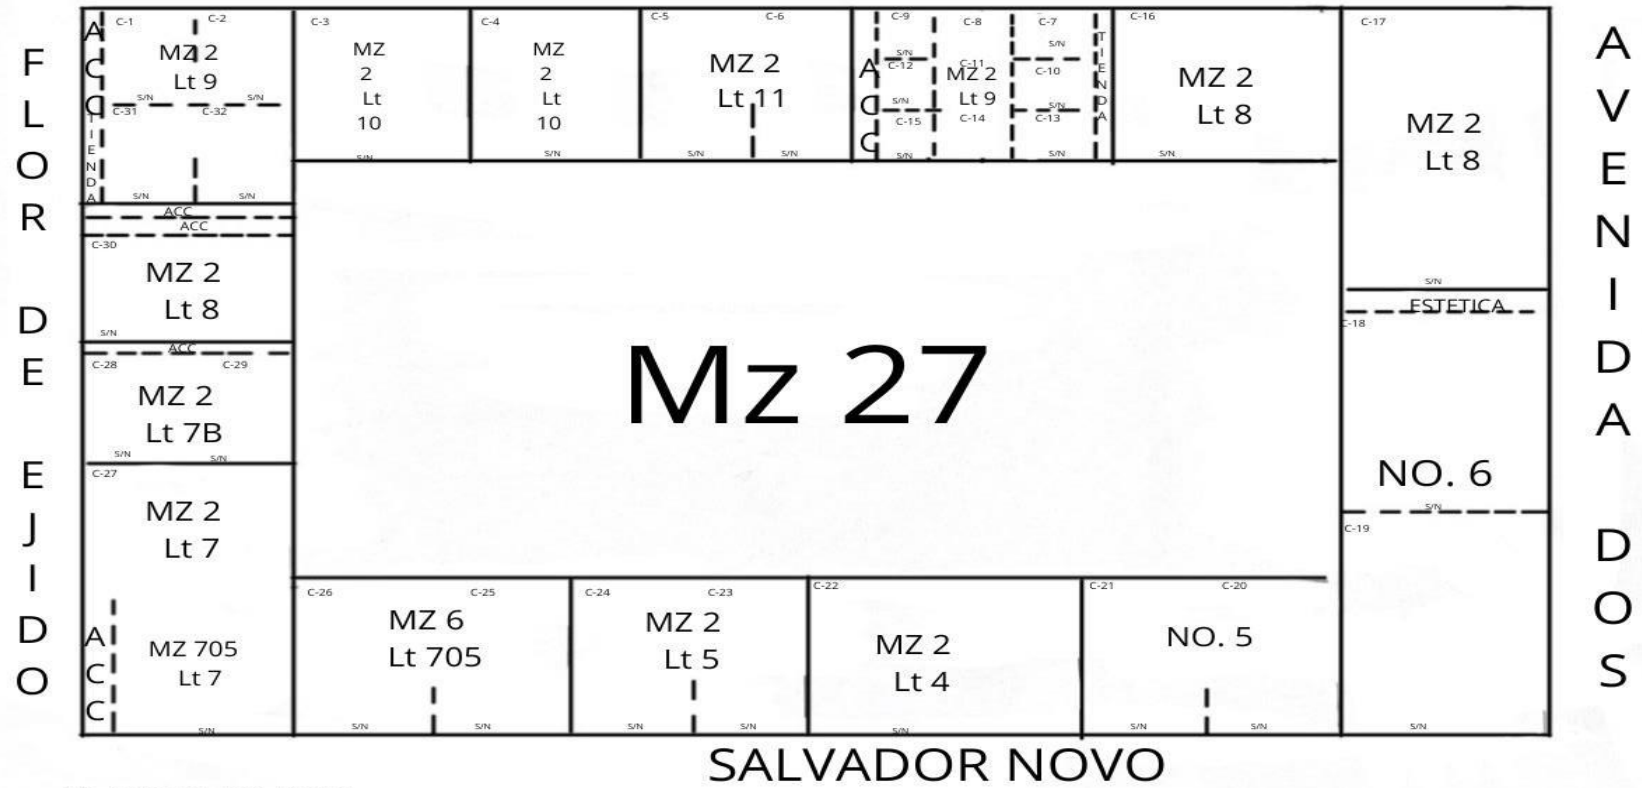 FLOR DE EJIDO
C-1
C-2
ACC
MZ 2
Lt 9
S/N
S/N
C-31
C-32
TIENDA
S/N
S/N
C-3
MZ
2
Lt
10
S/N
C-4
MZ
2
Lt
10
S/N
C-5
C-6
MZ 2
Lt 11
S/N
S/N
ACC
C-9
C-8
C-7
S/N
S/N
C-12
C-11
C-10
MZ 2
Lt 9
S/N
S/N
C-15
C-14
C-13
S/N
S/N
TIENDA
C-16
MZ 2
Lt 8
S/N
C-17
MZ 2
Lt 8
S/N
AVENIDA DOS
ACC
ACC
C-30
MZ 2
Lt 8
S/N
ACC
C-28
C-29
MZ 2
Lt 7B
S/N
S/N
C-27
MZ 2
Lt 7
ACC
MZ 705
Lt 7
S/N
Mz 27
ESTETICA
C-18
NO. 6
S/N
C-19
S/N
C-26
C-25
MZ 6
Lt 705
S/N
S/N
C-24
C-23
MZ 2
Lt 5
S/N
S/N
C-22
MZ 2
Lt 4
S/N
C-21
C-20
NO. 5
S/N
S/N
SALVADOR NOVO